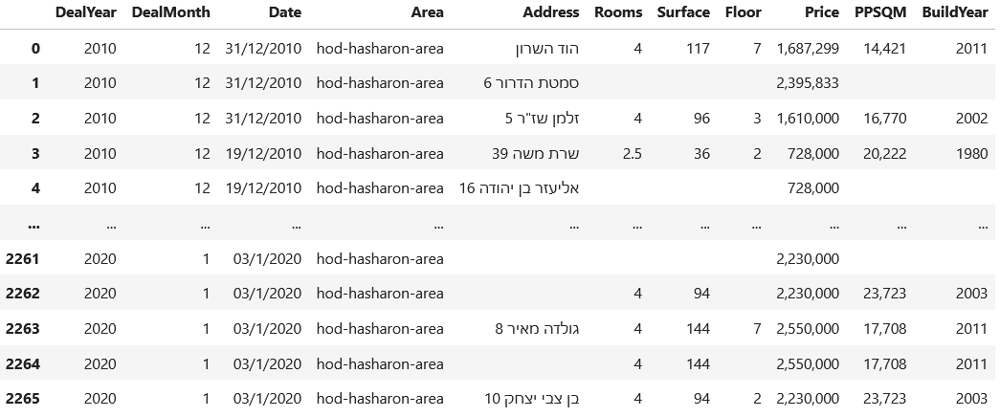 DealYear DealMonth Date Area Address Rooms Surface Floor Price PPSQM BuildYear
0 2010 12 31/12/2010 hod-hasharon-area הוד השרון 4 117 7 1,687,299 14,421 2011
1 2010 12 31/12/2010 hod-hasharon-area סמטת הדרור 6 2,395,833
2 2010 12 31/12/2010 hod-hasharon-area זלמן שז"ר 5 4 96 3 1,610,000 16,770 2002
3 2010 12 19/12/2010 hod-hasharon-area שרת משה 39 2.5 36 2 728,000 20,222 1980
4 2010 12 19/12/2010 hod-hasharon-area אליעזר בן יהודה 16 728,000
... ... ... ... ... ... ... ... ... ... ... ...
2261 2020 1 03/1/2020 hod-hasharon-area 2,230,000
2262 2020 1 03/1/2020 hod-hasharon-area 4 94 2,230,000 23,723 2003
2263 2020 1 03/1/2020 hod-hasharon-area גולדה מאיר 8 4 144 7 2,550,000 17,708 2011
2264 2020 1 03/1/2020 hod-hasharon-area 4 144 2,550,000 17,708 2011
2265 2020 1 03/1/2020 hod-hasharon-area בן צבי יצחק 10 4 94 2 2,230,000 23,723 2003